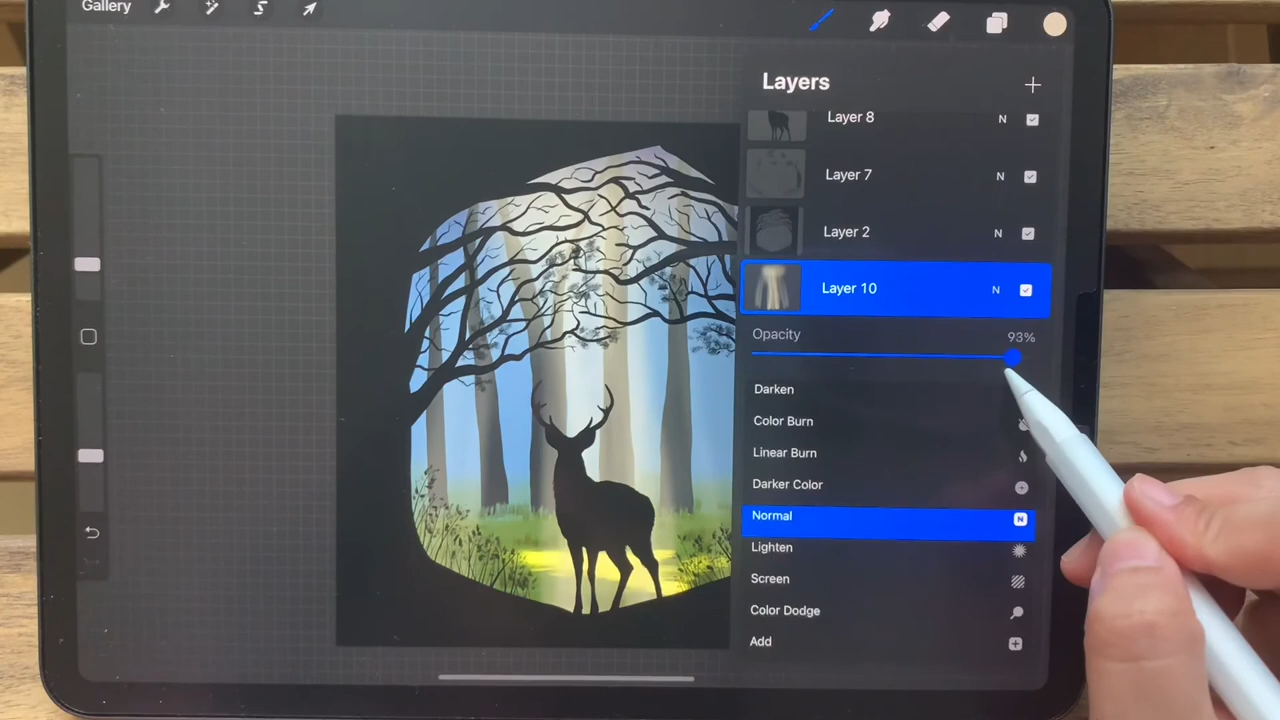 Gallery
Layers
Layer 8 N
Layer 7 N
Layer 2 N
Layer 10 N
Opacity 93%
Darken
Color Burn
Linear Burn
Darker Color
Normal N
Lighten
Screen
Color Dodge
Add